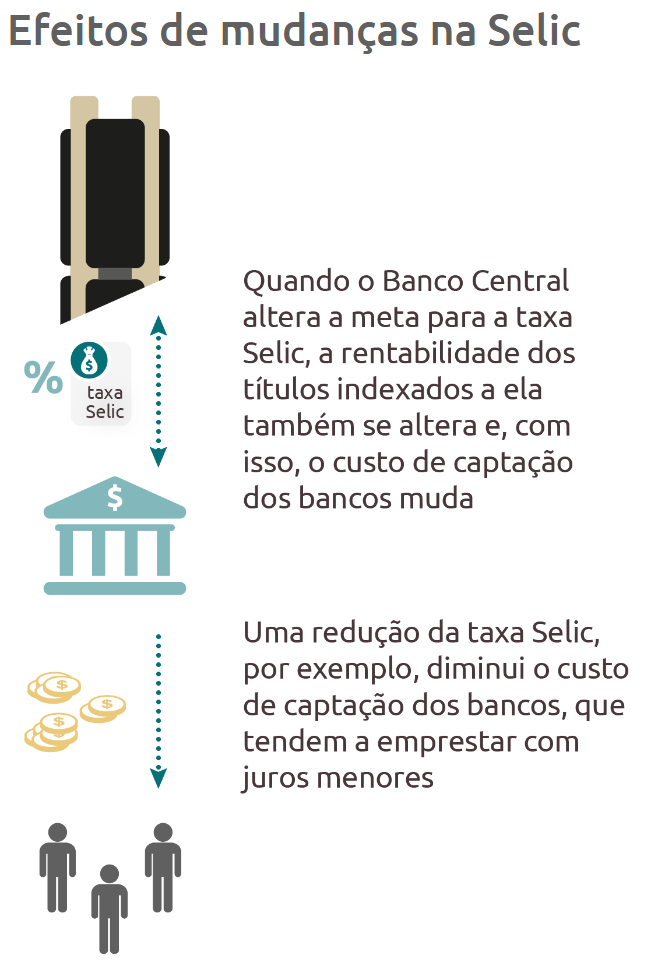 Efeitos de mudanças na Selic
Quando o Banco Central
altera a meta para a taxa
Selic, a rentabilidade dos
títulos indexados a ela
também se altera e, com
isso, o custo de captação
dos bancos muda
%
$
taxa
Selic
$
Uma redução da taxa Selic,
por exemplo, diminui o custo
de captação dos bancos, que
tendem a emprestar com
juros menores
$
$
$
$